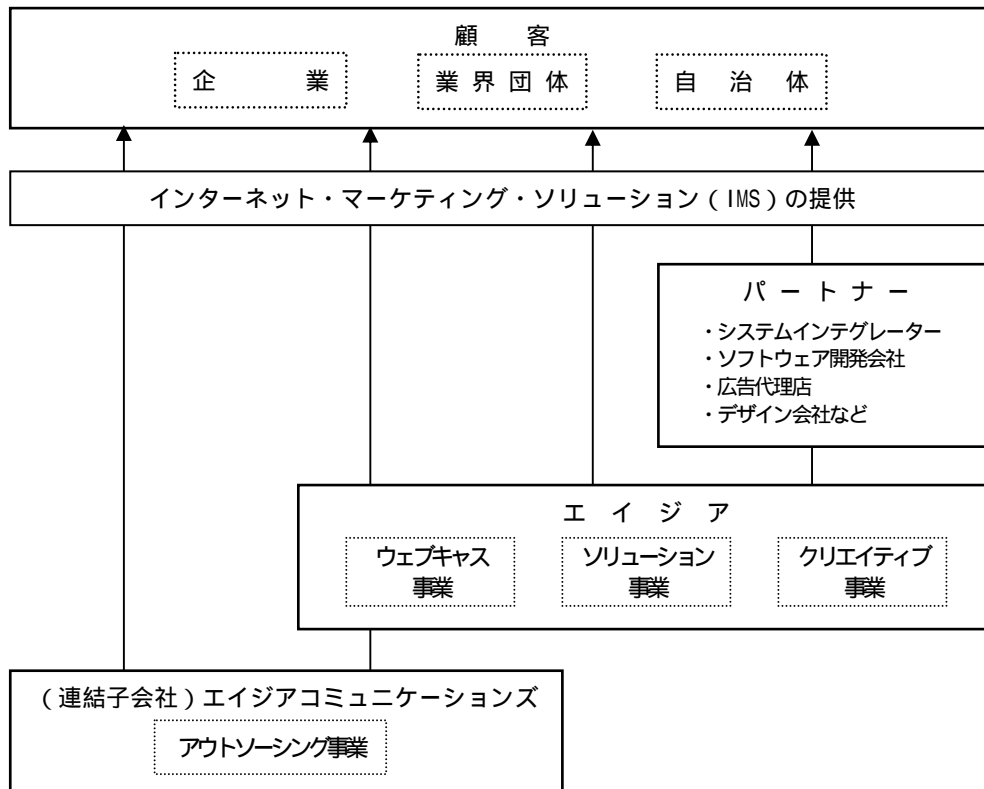 顧 客
企 業
業 界 団 体
自 治 体
インターネット・マーケティング・ソリューション（IMS）の提供
パ ー ト ナ ー
・システムインテグレーター
・ソフトウェア開発会社
・広告代理店
・デザイン会社など
エ イ ジ ア
ウェブキャス
事業
ソリューション
事業
クリエイティブ
事業
（連結子会社）エイジアコミュニケーションズ
アウトソーシング事業